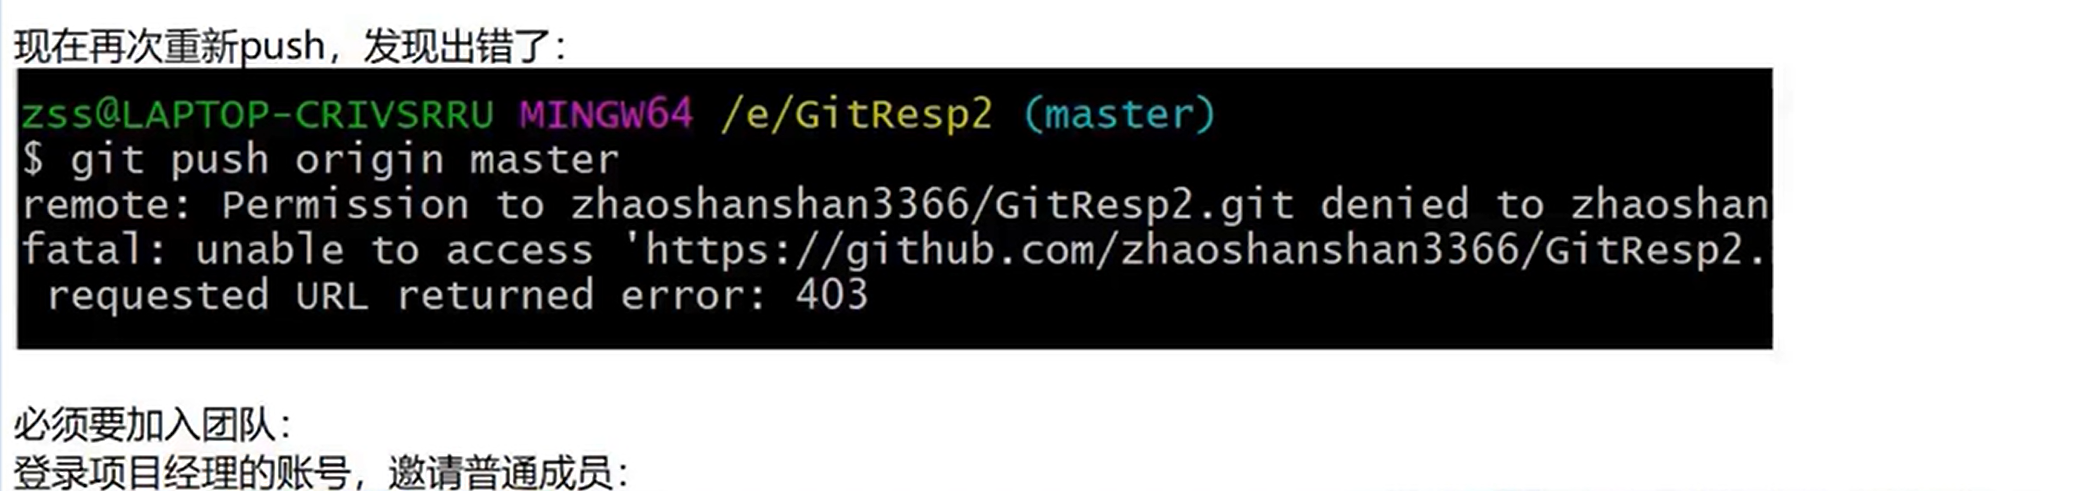 现在再次重新push，发现出错了：
zss@LAPTOP-CRIVSRRU MINGW64 /e/GitResp2 (master)
$ git push origin master
remote: Permission to zhaoshanshan3366/GitResp2.git denied to zhaoshan
fatal: unable to access 'https://github.com/zhaoshanshan3366/GitResp2.
requested URL returned error: 403
必须要加入团队：
登录项目经理的账号，邀请普通成员：